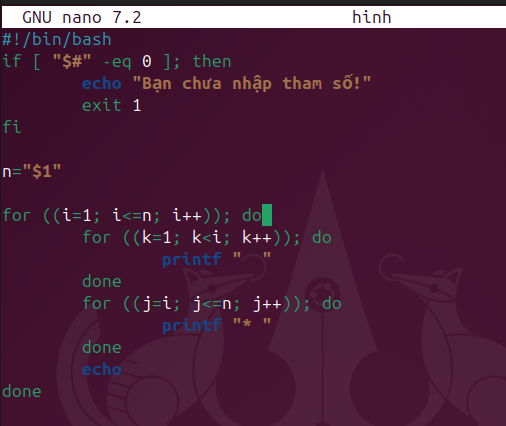 GNU nano 7.2 hinh
#!/bin/bash
if [ "$#" -eq 0 ]; then
        echo "Bạn chưa nhập tham số!"
        exit 1
fi

n="$1"

for ((i=1; i<=n; i++)); do
        for ((k=1; k<i; k++)); do
                printf "  "
        done
        for ((j=i; j<=n; j++)); do
                printf "* "
        done
        echo
done